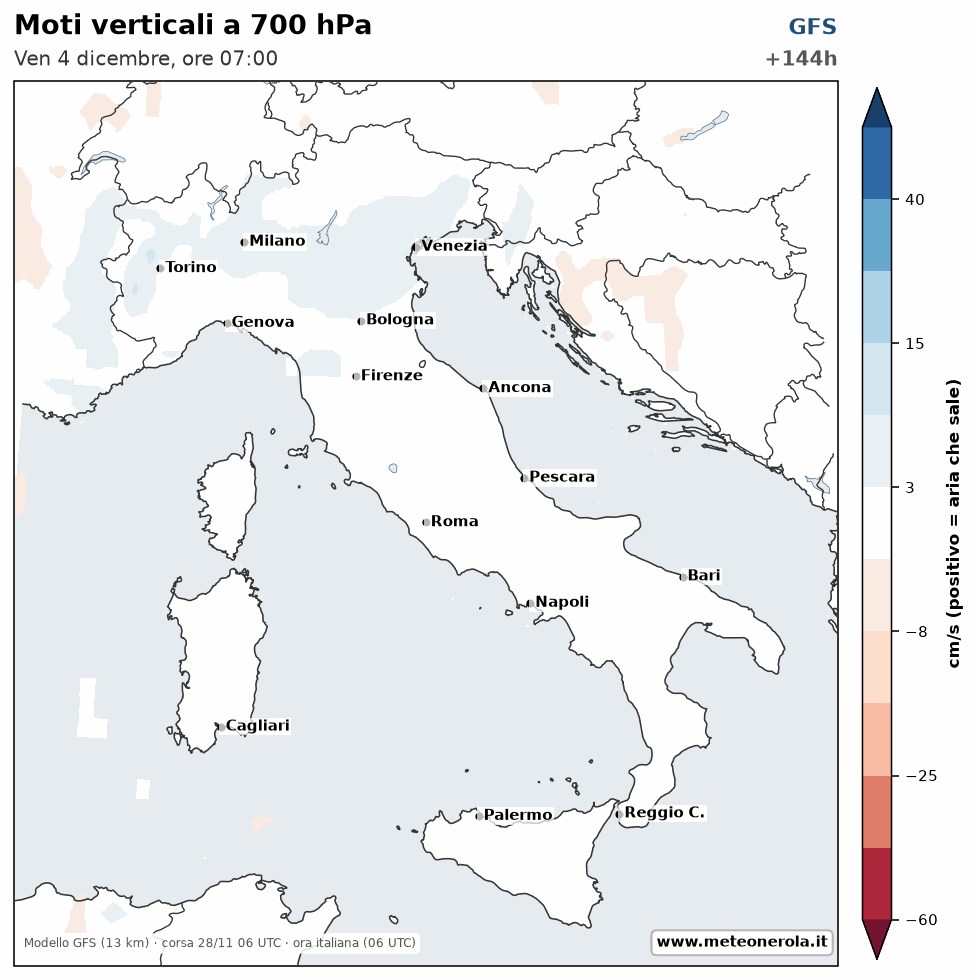 Moti verticali a 700 hPa
GFS
Ven 4 dicembre, ore 07:00
+144h
Milano
Venezia
Torino
Genova
Bologna
Firenze
Ancona
Pescara
Roma
Bari
Napoli
Cagliari
Palermo
Reggio C.
40
15
3
−8
−25
−60
cm/s (positivo = aria che sale)
Modello GFS (13 km) · corsa 28/11 06 UTC · ora italiana (06 UTC)
www.meteonerola.it